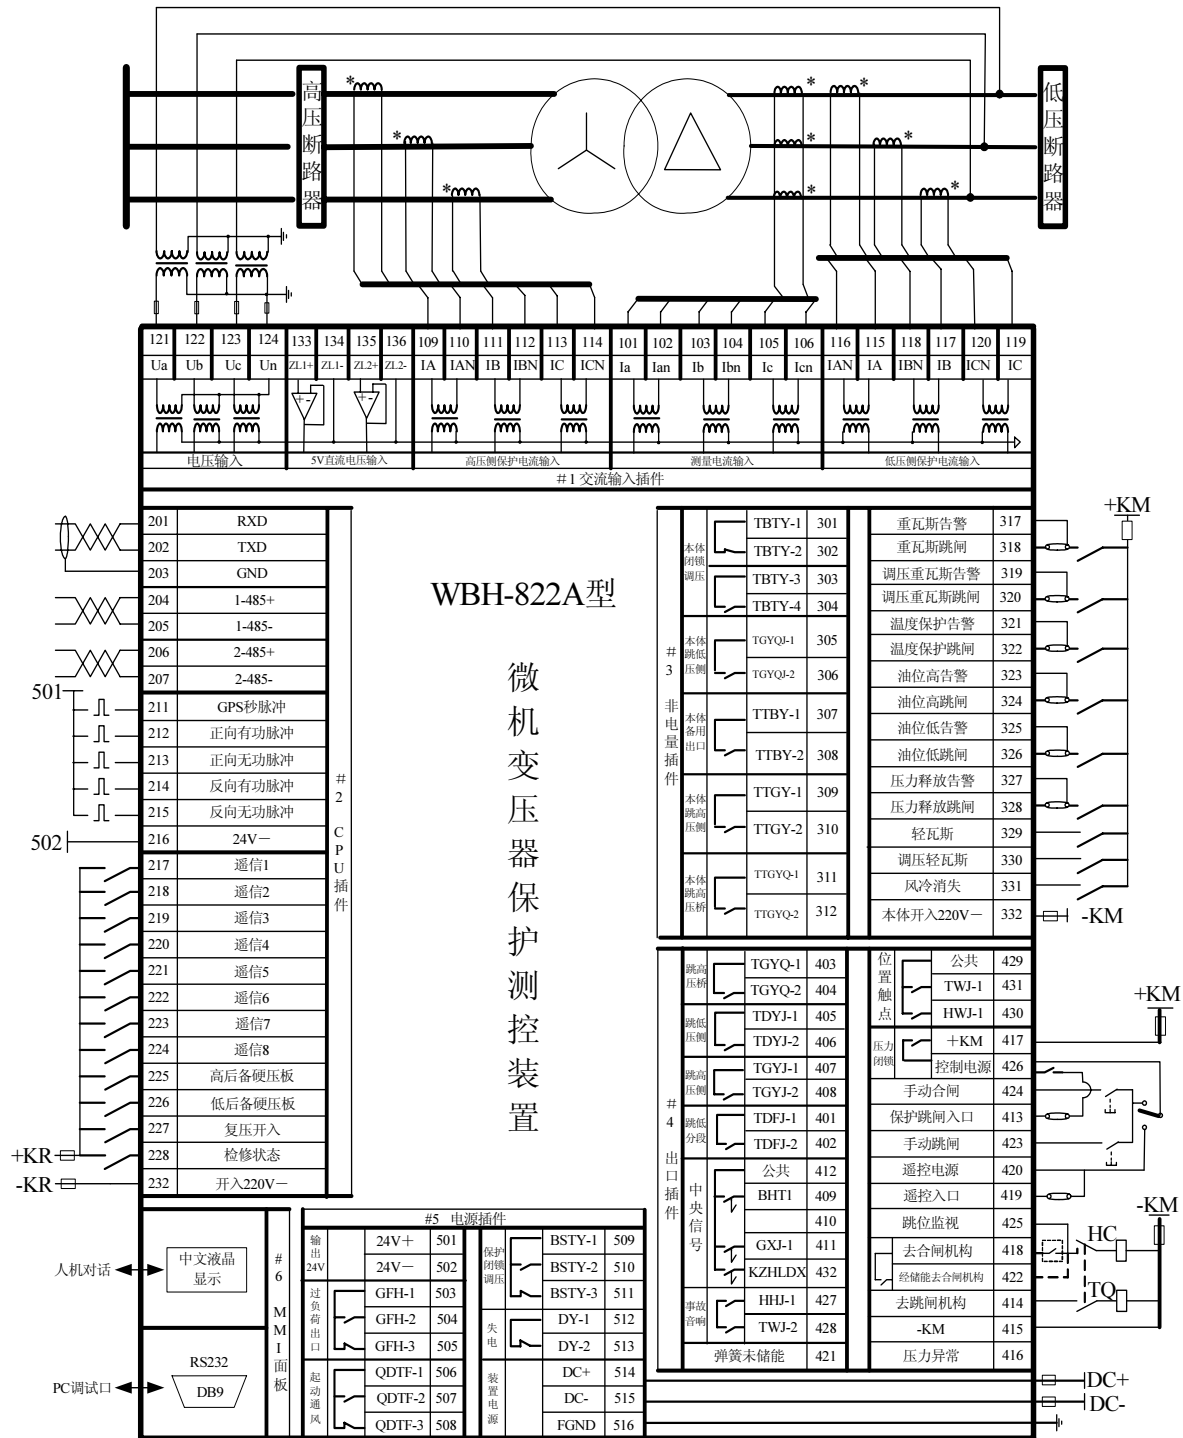 高压断路器
低压断路器
* * * * * * * * *
121 122 123 124 133 134 135 136 109 110 111 112 113 114 101 102 103 104 105 106 116 115 118 117 120 119
Ua Ub Uc Un ZL1+ ZL1- ZL2+ ZL2- IA IAN IB IBN IC ICN Ia Ian Ib Ibn Ic Icn IAN IA IBN IB ICN IC
+ - + -
电压输入 5V直流电压输入 高压侧保护电流输入 测量电流输入 低压侧保护电流输入
#1 交流输入插件
WBH-822A型
微机变压器保护测控装置
201 RXD
202 TXD
203 GND
204 1-485+
205 1-485-
206 2-485+
207 2-485-
501
211 GPS秒脉冲
212 正向有功脉冲
213 正向无功脉冲
214 反向有功脉冲
215 反向无功脉冲
502 216 24V－
217 遥信1
218 遥信2
219 遥信3
220 遥信4
221 遥信5
222 遥信6
223 遥信7
224 遥信8
225 高后备硬压板
226 低后备硬压板
227 复压开入
+KR 228 检修状态
-KR 232 开入220V－
#2 CPU插件
#3 非电量插件
本体闭锁调压
TBTY-1 301
TBTY-2 302
TBTY-3 303
TBTY-4 304
本体跳低压侧
TGYQJ-1 305
TGYQJ-2 306
本体备用出口
TTBY-1 307
TTBY-2 308
本体跳高压侧
TTGY-1 309
TTGY-2 310
本体跳高压桥
TTGYQ-1 311
TTGYQ-2 312
+KM
重瓦斯告警 317
重瓦斯跳闸 318
调压重瓦斯告警 319
调压重瓦斯跳闸 320
温度保护告警 321
温度保护跳闸 322
油位高告警 323
油位高跳闸 324
油位低告警 325
油位低跳闸 326
压力释放告警 327
压力释放跳闸 328
轻瓦斯 329
调压轻瓦斯 330
风冷消失 331
本体开入220V－ 332 -KM
#4 出口插件
跳高压桥
TGYQ-1 403
TGYQ-2 404
跳低压侧
TDYJ-1 405
TDYJ-2 406
跳高压侧
TGYJ-1 407
TGYJ-2 408
跳低分段
TDFJ-1 401
TDFJ-2 402
中央信号
公共 412
BHT1 409
410
GXJ-1 411
KZHLDX 432
事故音响
HHJ-1 427
TWJ-2 428
弹簧未储能 421
位置触点
公共 429
TWJ-1 431
HWJ-1 430
+KM
压力闭锁
＋KM 417
控制电源 426
手动合闸 424
保护跳闸入口 413
手动跳闸 423
遥控电源 420
遥控入口 419
-KM
跳位监视 425
HC
去合闸机构 418
经储能去合闸机构 422
TQ
去跳闸机构 414
-KM 415
压力异常 416
人机对话
中文液晶显示
PC调试口
RS232
DB9
#6 MMI面板
#5 电源插件
输出24V
24V＋ 501
24V－ 502
过负荷出口
GFH-1 503
GFH-2 504
GFH-3 505
起动通风
QDTF-1 506
QDTF-2 507
QDTF-3 508
保护闭锁调压
BSTY-1 509
BSTY-2 510
BSTY-3 511
失电
DY-1 512
DY-2 513
装置电源
DC+ 514 DC+
DC- 515 DC-
FGND 516